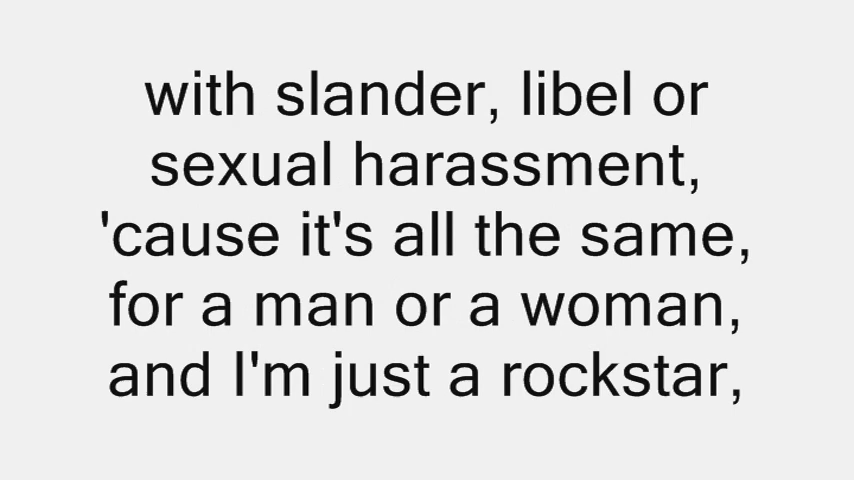 with slander, libel or
sexual harassment,
'cause it's all the same,
for a man or a woman,
and I'm just a rockstar,